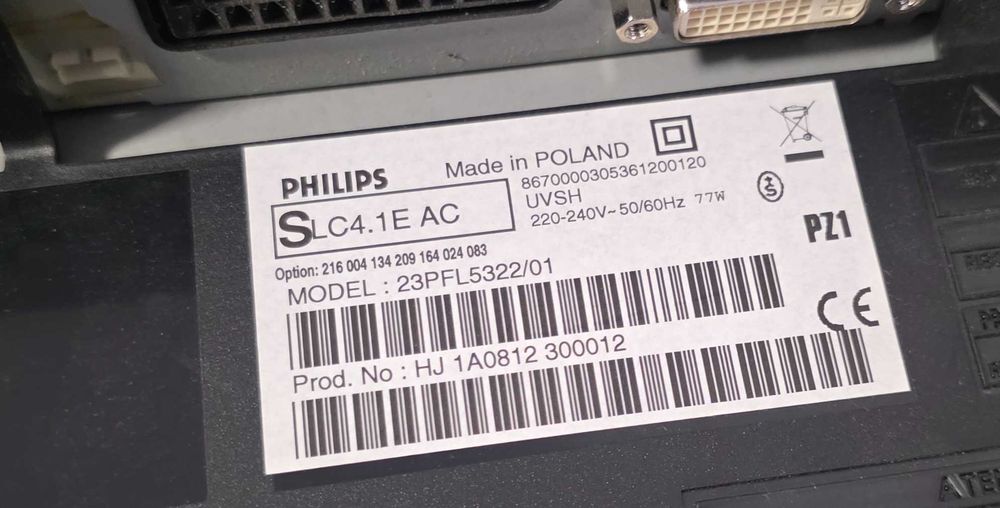 PHILIPS
Made in POLAND
8670000305361200120
SLC4.1E AC
UVSH
220-240V~50/60Hz 77W
Option: 216 004 134 209 164 024 083
PZ1
MODEL : 23PFL5322/01
CE
Prod. No : HJ 1A0812 300012